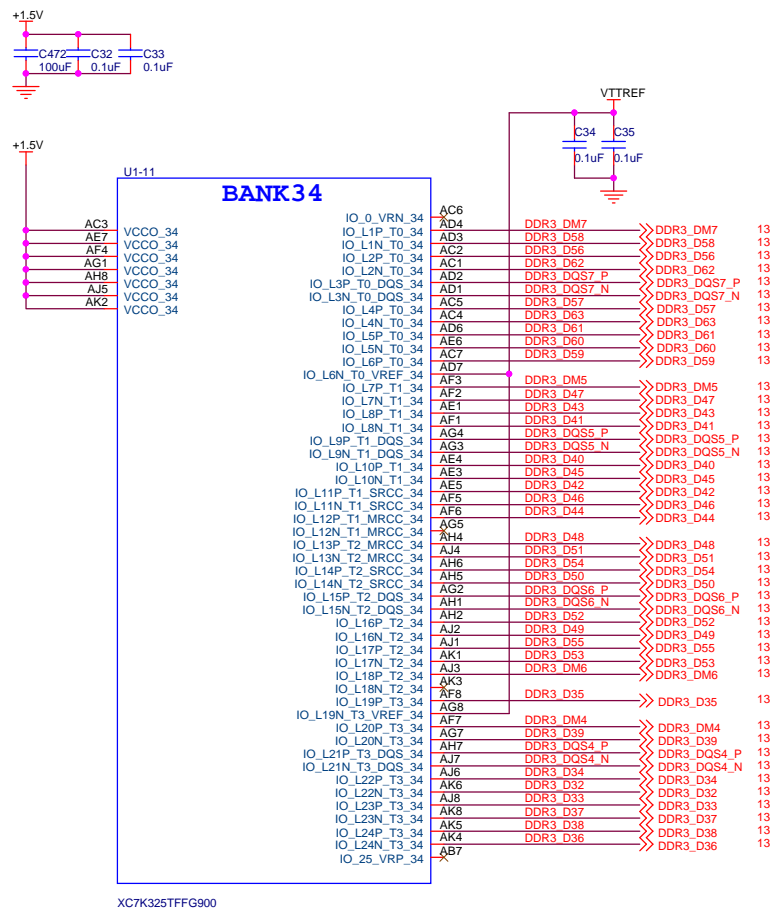 +1.5V
C472 C32 C33
100uF 0.1uF 0.1uF
VTTREF
C34 C35
0.1uF 0.1uF
+1.5V
U1-11
BANK34
IO_0_VRN_34 AC6
AC3 VCCO_34 IO_L1P_T0_34 AD4 DDR3_DM7 DDR3_DM7 13
AE7 VCCO_34 IO_L1N_T0_34 AD3 DDR3_D58 DDR3_D58 13
AF4 VCCO_34 IO_L2P_T0_34 AC2 DDR3_D56 DDR3_D56 13
AG1 VCCO_34 IO_L2N_T0_34 AC1 DDR3_D62 DDR3_D62 13
AH8 VCCO_34 IO_L3P_T0_DQS_34 AD2 DDR3_DQS7_P DDR3_DQS7_P 13
AJ5 VCCO_34 IO_L3N_T0_DQS_34 AD1 DDR3_DQS7_N DDR3_DQS7_N 13
AK2 VCCO_34 IO_L4P_T0_34 AC5 DDR3_D57 DDR3_D57 13
IO_L4N_T0_34 AC4 DDR3_D63 DDR3_D63 13
IO_L5P_T0_34 AD6 DDR3_D61 DDR3_D61 13
IO_L5N_T0_34 AE6 DDR3_D60 DDR3_D60 13
IO_L6P_T0_34 AC7 DDR3_D59 DDR3_D59 13
IO_L6N_T0_VREF_34 AD7
IO_L7P_T1_34 AF3 DDR3_DM5 DDR3_DM5 13
IO_L7N_T1_34 AF2 DDR3_D47 DDR3_D47 13
IO_L8P_T1_34 AE1 DDR3_D43 DDR3_D43 13
IO_L8N_T1_34 AF1 DDR3_D41 DDR3_D41 13
IO_L9P_T1_DQS_34 AG4 DDR3_DQS5_P DDR3_DQS5_P 13
IO_L9N_T1_DQS_34 AG3 DDR3_DQS5_N DDR3_DQS5_N 13
IO_L10P_T1_34 AE4 DDR3_D40 DDR3_D40 13
IO_L10N_T1_34 AE3 DDR3_D45 DDR3_D45 13
IO_L11P_T1_SRCC_34 AE5 DDR3_D42 DDR3_D42 13
IO_L11N_T1_SRCC_34 AF5 DDR3_D46 DDR3_D46 13
IO_L12P_T1_MRCC_34 AF6 DDR3_D44 DDR3_D44 13
IO_L12N_T1_MRCC_34 AG5
IO_L13P_T2_MRCC_34 AH4 DDR3_D48 DDR3_D48 13
IO_L13N_T2_MRCC_34 AJ4 DDR3_D51 DDR3_D51 13
IO_L14P_T2_SRCC_34 AH6 DDR3_D54 DDR3_D54 13
IO_L14N_T2_SRCC_34 AH5 DDR3_D50 DDR3_D50 13
IO_L15P_T2_DQS_34 AG2 DDR3_DQS6_P DDR3_DQS6_P 13
IO_L15N_T2_DQS_34 AH1 DDR3_DQS6_N DDR3_DQS6_N 13
IO_L16P_T2_34 AH2 DDR3_D52 DDR3_D52 13
IO_L16N_T2_34 AJ2 DDR3_D49 DDR3_D49 13
IO_L17P_T2_34 AJ1 DDR3_D55 DDR3_D55 13
IO_L17N_T2_34 AK1 DDR3_D53 DDR3_D53 13
IO_L18P_T2_34 AJ3 DDR3_DM6 DDR3_DM6 13
IO_L18N_T2_34 AK3
IO_L19P_T3_34 AF8 DDR3_D35 DDR3_D35 13
IO_L19N_T3_VREF_34 AG8
IO_L20P_T3_34 AF7 DDR3_DM4 DDR3_DM4 13
IO_L20N_T3_34 AG7 DDR3_D39 DDR3_D39 13
IO_L21P_T3_DQS_34 AH7 DDR3_DQS4_P DDR3_DQS4_P 13
IO_L21N_T3_DQS_34 AJ7 DDR3_DQS4_N DDR3_DQS4_N 13
IO_L22P_T3_34 AJ6 DDR3_D34 DDR3_D34 13
IO_L22N_T3_34 AK6 DDR3_D32 DDR3_D32 13
IO_L23P_T3_34 AJ8 DDR3_D33 DDR3_D33 13
IO_L23N_T3_34 AK8 DDR3_D37 DDR3_D37 13
IO_L24P_T3_34 AK5 DDR3_D38 DDR3_D38 13
IO_L24N_T3_34 AK4 DDR3_D36 DDR3_D36 13
IO_25_VRP_34 AB7
XC7K325TFFG900